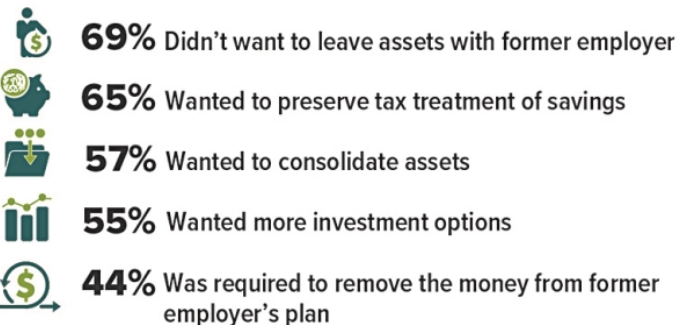 69% Didn’t want to leave assets with former employer
65% Wanted to preserve tax treatment of savings
57% Wanted to consolidate assets
55% Wanted more investment options
44% Was required to remove the money from former
employer’s plan